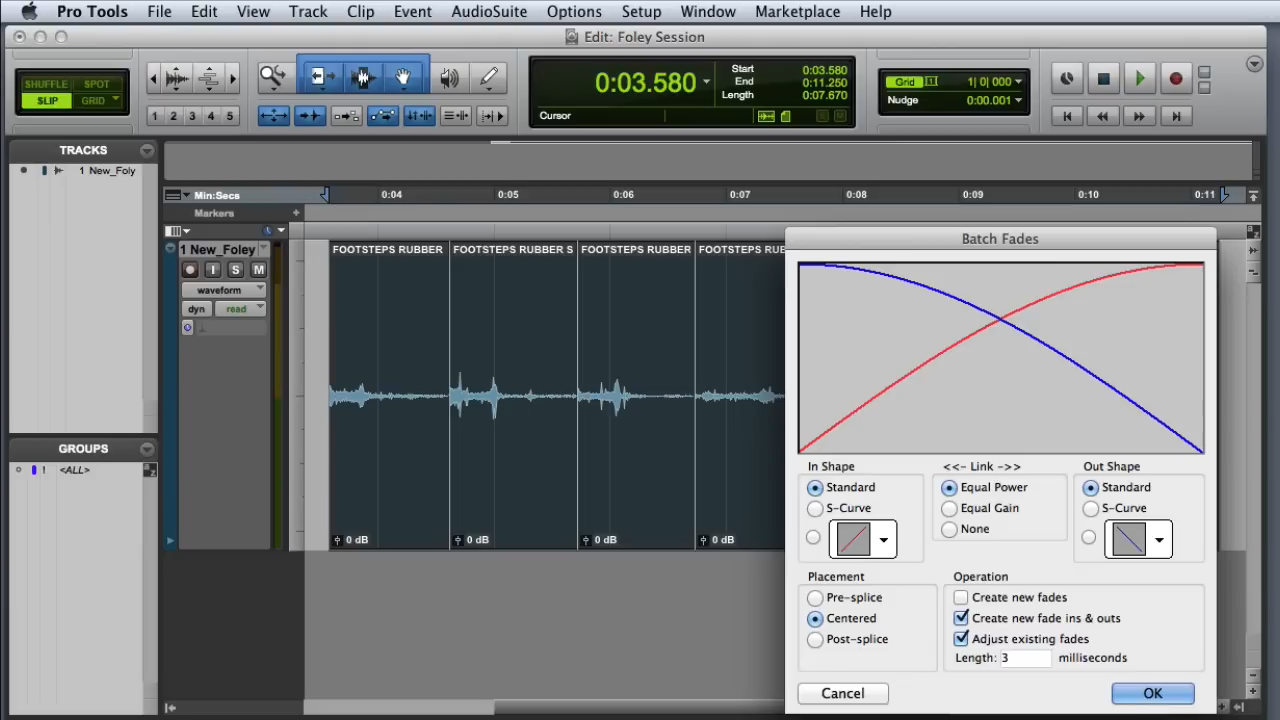 Pro Tools File Edit View Track Clip Event AudioSuite Options Setup Window Marketplace Help
Edit: Foley Session
SHUFFLE SPOT
SLIP GRID
1 2 3 4 5
0:03.580
Start 0:03.580
End 0:11.250
Length 0:07.670
Cursor
Grid 1| 0| 000
Nudge 0:00.001
TRACKS
1 New_Foly
GROUPS
! <ALL>
Min:Secs 0:04 0:05 0:06 0:07 0:08 0:09 0:10 0:11
Markers
1 New_Foley
I S M
waveform
dyn read
FOOTSTEPS RUBBER FOOTSTEPS RUBBER S FOOTSTEPS RUBBER FOOTSTEPS RUB
0 dB 0 dB 0 dB 0 dB
Batch Fades
In Shape <<- Link ->> Out Shape
Standard Equal Power Standard
S-Curve Equal Gain S-Curve
None
Placement Operation
Pre-splice Create new fades
Centered Create new fade ins & outs
Post-splice Adjust existing fades
Length: 3 milliseconds
Cancel OK